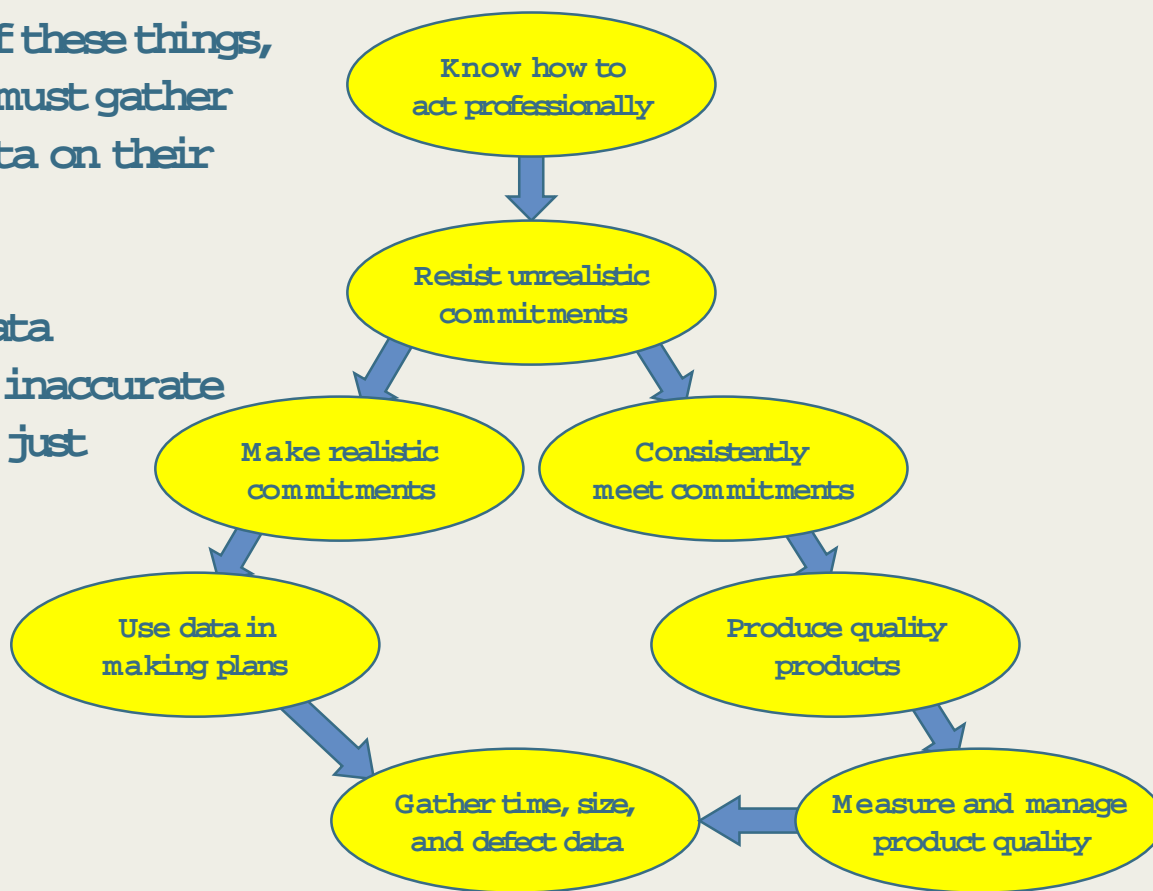 f these things,
must gather
ta on their
ata
inaccurate
just
Know how to
act professionally
Resist unrealistic
commitments
Make realistic
commitments
Consistently
meet commitments
Use data in
making plans
Produce quality
products
Gather time, size,
and defect data
Measure and manage
product quality